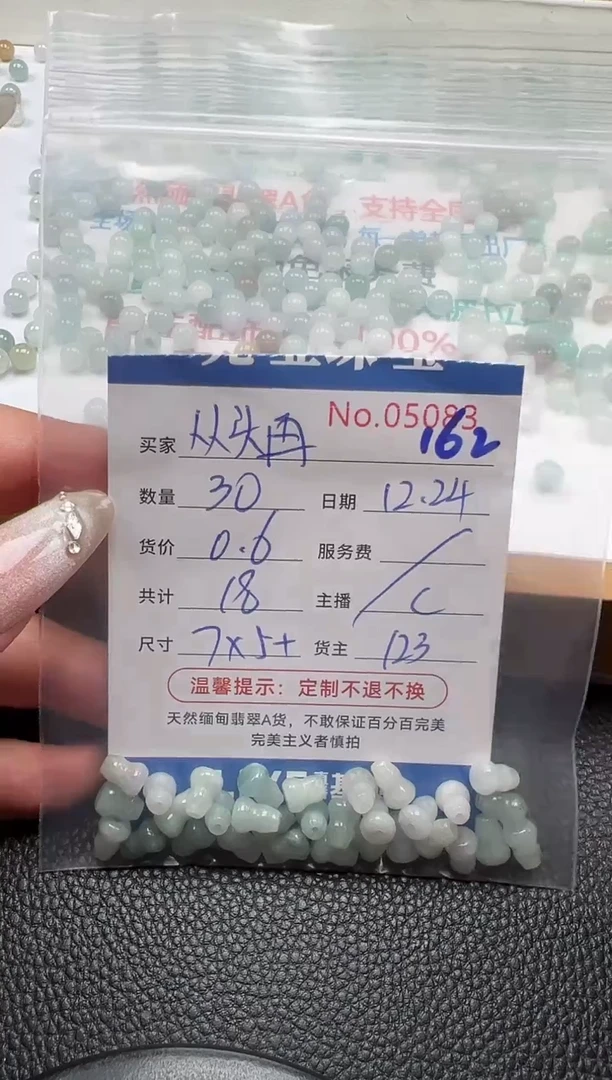 支持全
100%
No.05083
162
买家 从头再
数量 30 日期 12.24
货价 0.6 服务费 /
共计 18 主播 C
尺寸 7x5+ 货主 123
温馨提示：定制不退不换
天然缅甸翡翠A货，不敢保证百分百完美
完美主义者慎拍